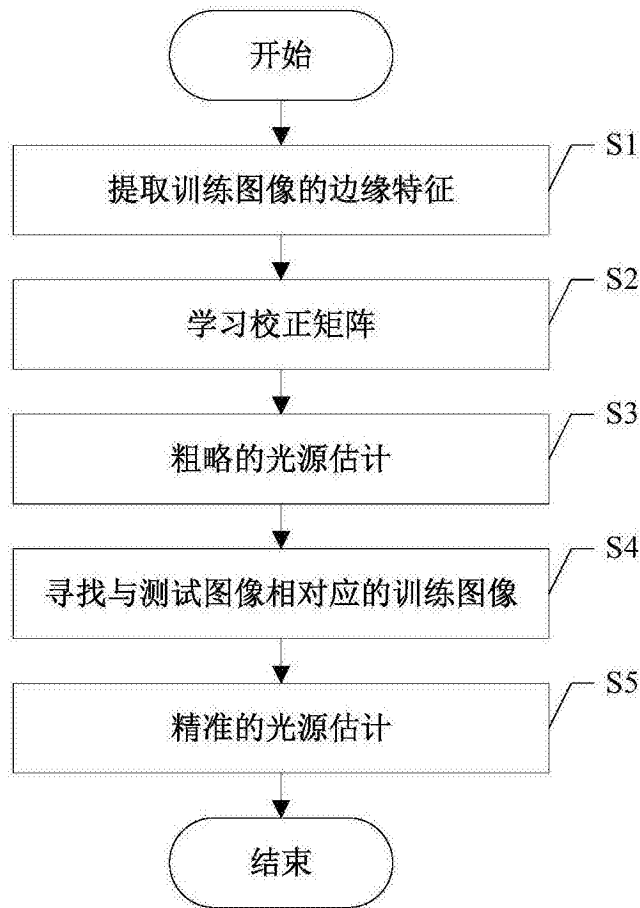 开始
S1
提取训练图像的边缘特征
S2
学习校正矩阵
S3
粗略的光源估计
S4
寻找与测试图像相对应的训练图像
S5
精准的光源估计
结束